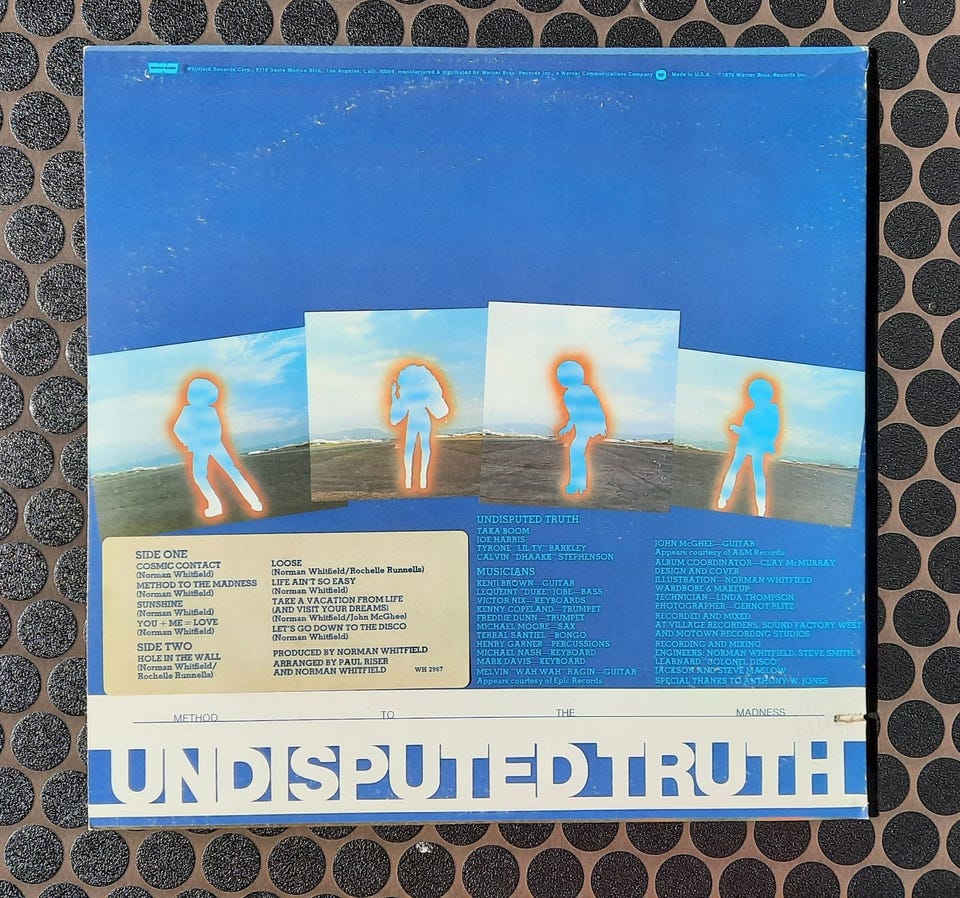 Whitfield Records Corp., 8719 Santa Monica Blvd., Los Angeles, Calif. 90069, manufactured & distributed by Warner Bros. Records Inc., a Warner Communications Company Made in U.S.A. 1976 Warner Bros. Records Inc.
SIDE ONE
COSMIC CONTACT
(Norman Whitfield)
METHOD TO THE MADNESS
(Norman Whitfield)
SUNSHINE
(Norman Whitfield)
YOU + ME = LOVE
(Norman Whitfield)
SIDE TWO
HOLE IN THE WALL
(Norman Whitfield/
Rochelle Runnells)
LOOSE
(Norman Whitfield/Rochelle Runnells)
LIFE AIN'T SO EASY
(Norman Whitfield)
TAKE A VACATION FROM LIFE
(AND VISIT YOUR DREAMS)
(Norman Whitfield/John McGhee)
LET'S GO DOWN TO THE DISCO
(Norman Whitfield)
PRODUCED BY NORMAN WHITFIELD
ARRANGED BY PAUL RISER
AND NORMAN WHITFIELD
WH 2967
UNDISPUTED TRUTH
TAKA BOOM
JOE HARRIS
TYRONE "LIL TY" BARKLEY
CALVIN "DHAAKK" STEPHENSON
MUSICIANS
KENJI BROWN—GUITAR
LEQUEINT "DUKE" JOBE—BASS
VICTOR NIX—KEYBOARDS
KENNY COPELAND—TRUMPET
FREDDIE DUNN—TRUMPET
MICHAEL MOORE—SAX
TERRAL SANTIEL—BONGO
HENRY GARNER—PERCUSSIONS
MICHAEL NASH—KEYBOARD
MARK DAVIS—KEYBOARD
MELVIN "WAH WAH" RAGIN—GUITAR
Appears courtesy of Epic Records
JOHN McGHEE—GUITAR
Appears courtesy of A&M Records
ALBUM COORDINATOR—CLAY McMURRAY
DESIGN AND COVER
ILLUSTRATION—NORMAN WHITFIELD
WARDROBE & MAKEUP
TECHNICIAN—LINDA THOMPSON
PHOTOGRAPHER—GERNOT PLITZ
RECORDED AND MIXED
AT VILLAGE RECORDERS, SOUND FACTORY WEST
AND MOTOWN RECORDING STUDIOS
RECORDING AND MIXING
ENGINEERS: NORMAN WHITFIELD, STEVE SMITH,
LEARNARD "COLONEL DISCO"
JACKSON AND STEVE MASLOW
SPECIAL THANKS TO ANTHONY W. JONES
METHOD TO THE MADNESS
UNDISPUTED TRUTH